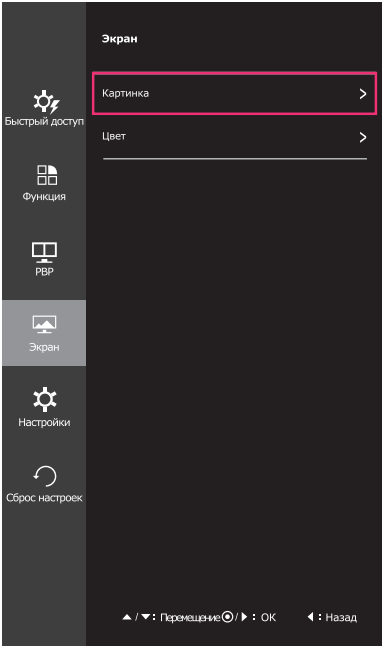 Экран
Картинка
Цвет
Быстрый доступ
Функция
PBP
Экран
Настройки
Сброс настроек
/ : Перемещение / : OK : Назад